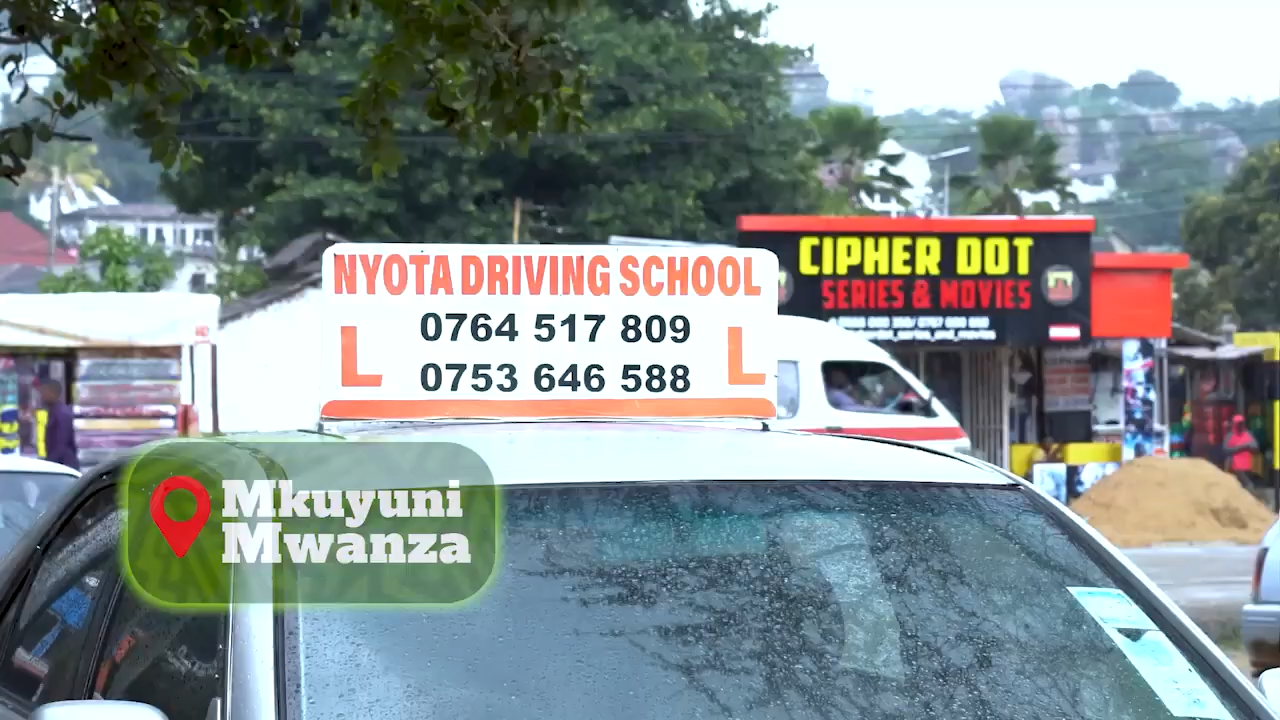 NYOTA DRIVING SCHOOL
0764 517 809
L L
0753 646 588
CIPHER DOT
SERIES & MOVIES
Mkuyuni
Mwanza